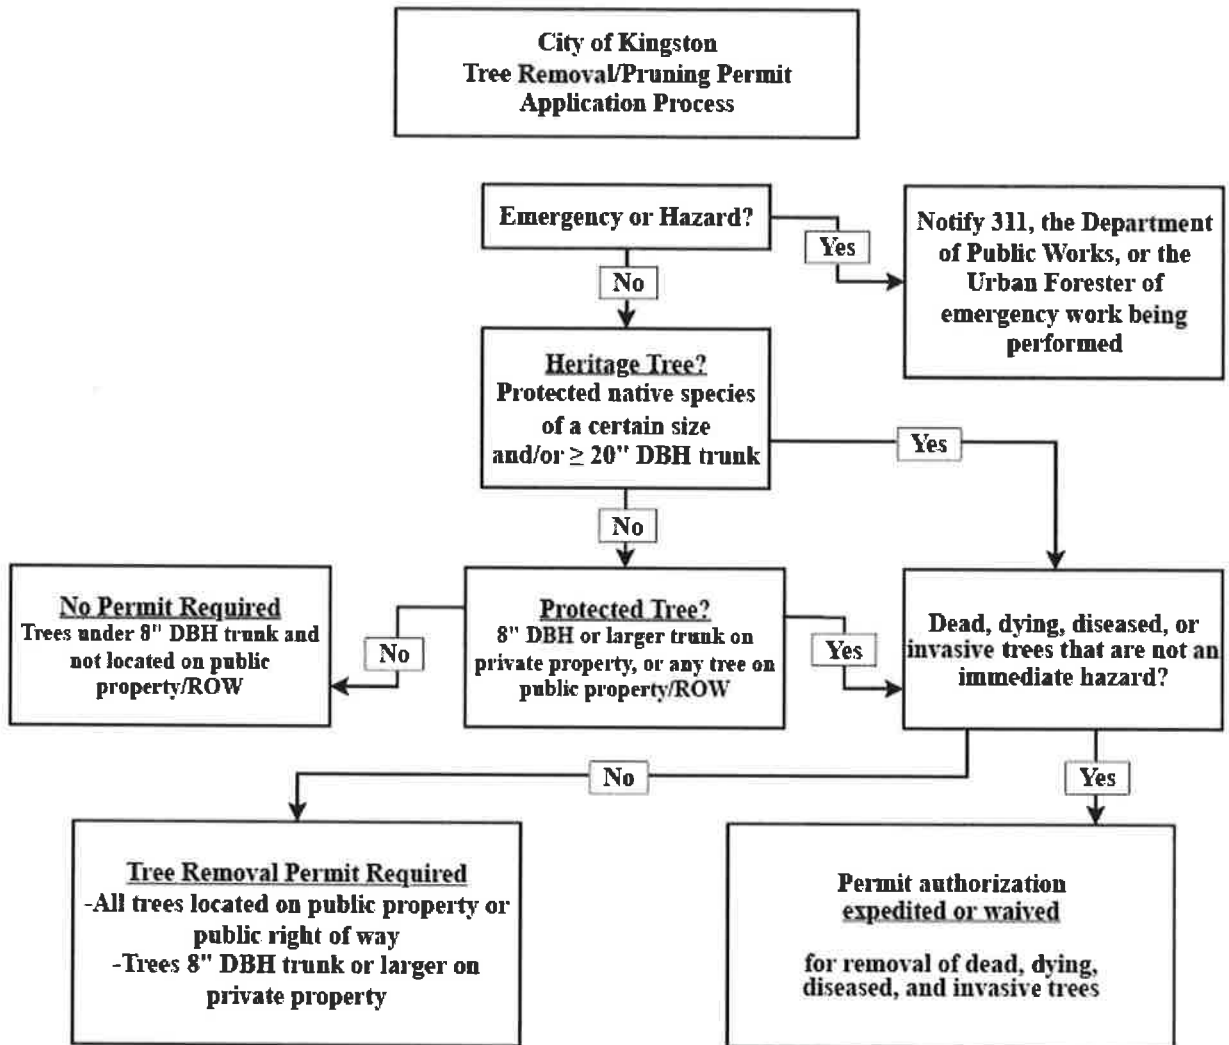 City of Kingston
Tree Removal/Pruning Permit
Application Process
Emergency or Hazard?
Yes
Notify 311, the Department
of Public Works, or the
Urban Forester of
emergency work being
performed
No
Heritage Tree?
Protected native species
of a certain size
and/or ≥ 20" DBH trunk
Yes
No
No Permit Required
Trees under 8" DBH trunk and
not located on public
property/ROW
No
Protected Tree?
8" DBH or larger trunk on
private property, or any tree on
public property/ROW
Yes
Dead, dying, diseased, or
invasive trees that are not an
immediate hazard?
No
Yes
Tree Removal Permit Required
-All trees located on public property or
public right of way
-Trees 8" DBH trunk or larger on
private property
Permit authorization
expedited or waived
for removal of dead, dying,
diseased, and invasive trees